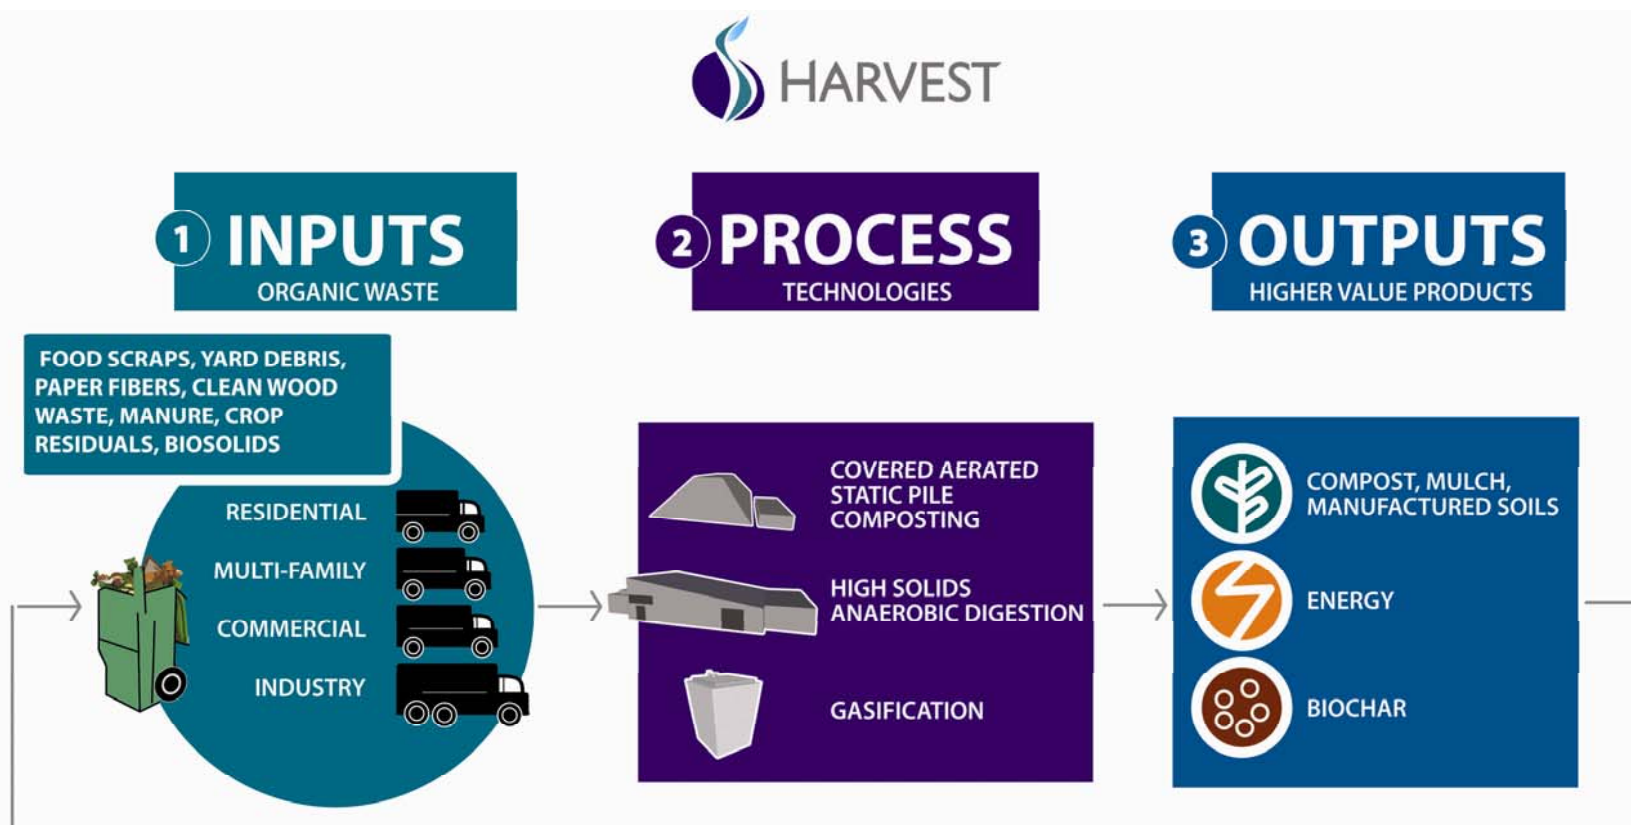 HARVEST
1 INPUTS
ORGANIC WASTE
2 PROCESS
TECHNOLOGIES
3 OUTPUTS
HIGHER VALUE PRODUCTS
FOOD SCRAPS, YARD DEBRIS,
PAPER FIBERS, CLEAN WOOD
WASTE, MANURE, CROP
RESIDUALS, BIOSOLIDS
RESIDENTIAL
MULTI-FAMILY
COMMERCIAL
INDUSTRY
COVERED AERATED
STATIC PILE
COMPOSTING
HIGH SOLIDS
ANAEROBIC DIGESTION
GASIFICATION
COMPOST, MULCH,
MANUFACTURED SOILS
ENERGY
BIOCHAR